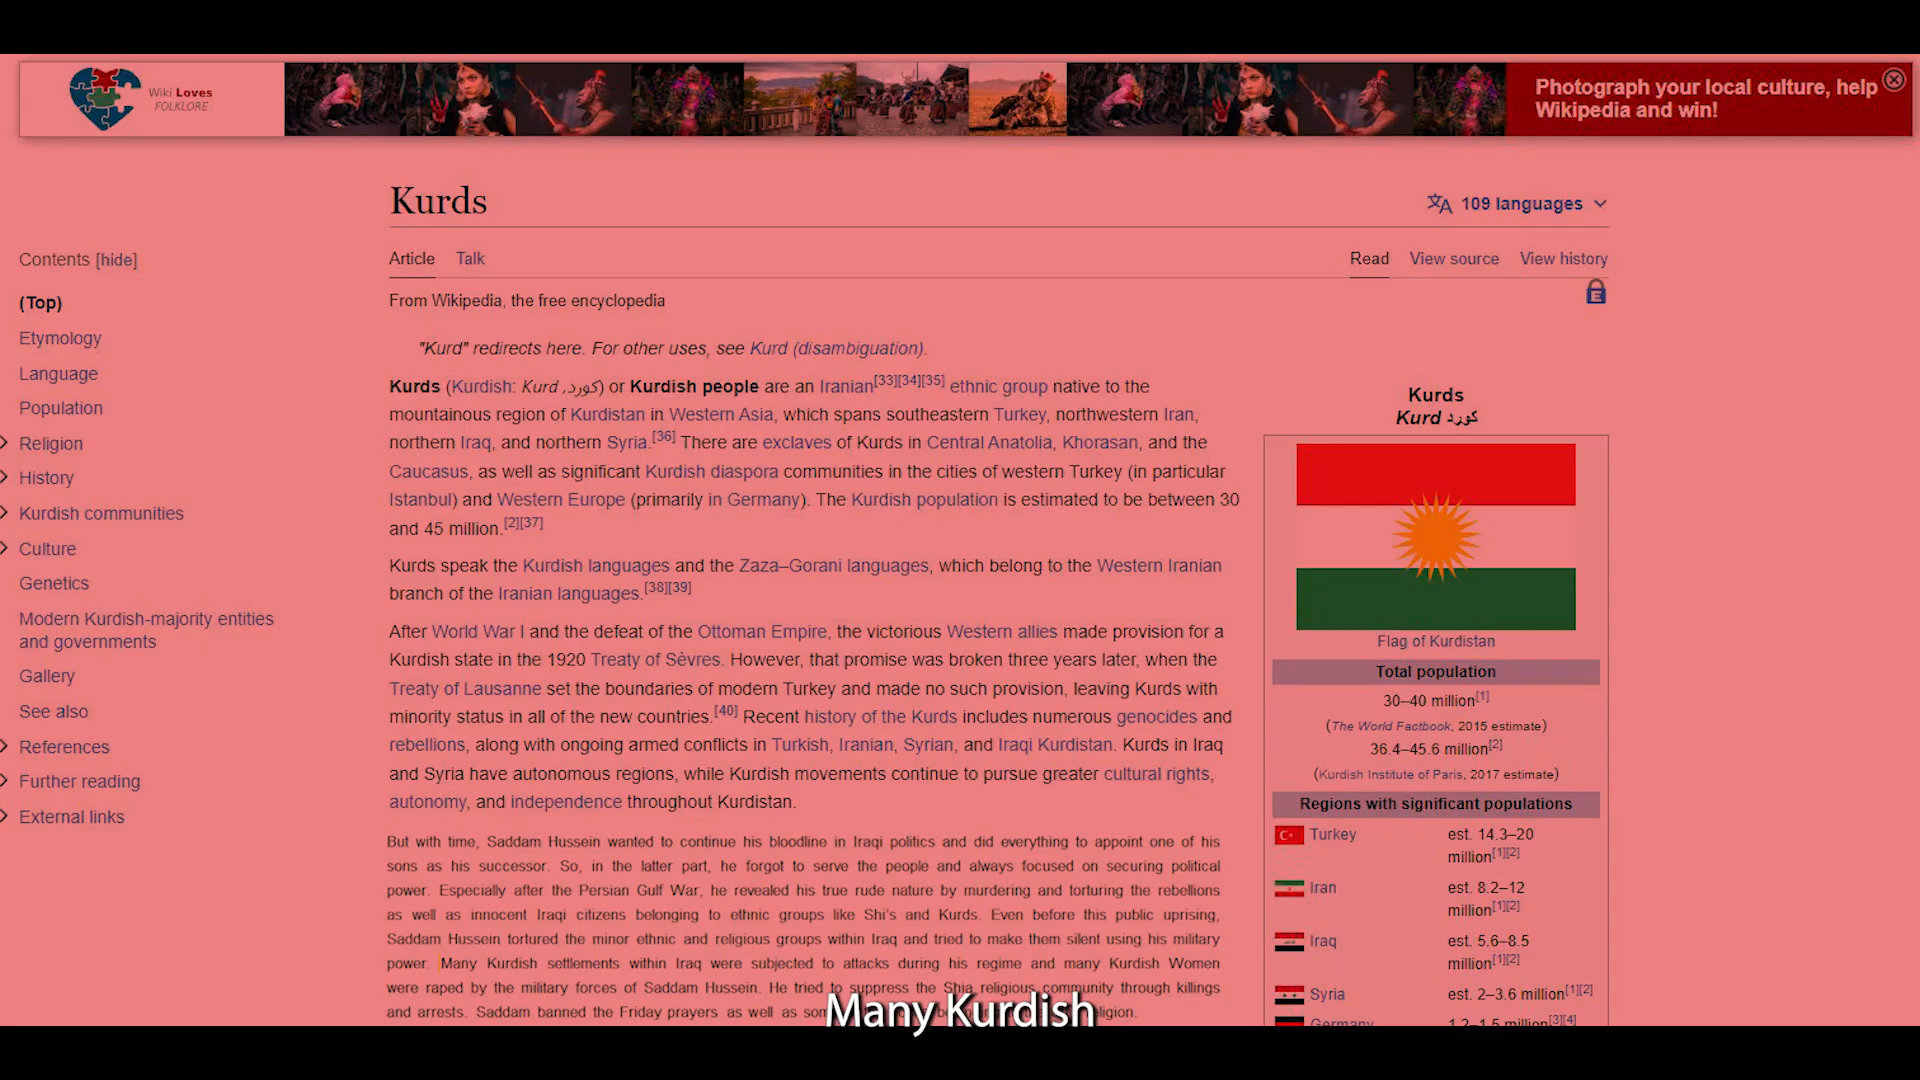 Wiki Loves
FOLKLORE
Photograph your local culture, help
Wikipedia and win!
Kurds
109 languages
Article Talk
Read View source View history
From Wikipedia, the free encyclopedia
Contents [hide]
(Top)
Etymology
Language
Population
Religion
History
Kurdish communities
Culture
Genetics
Modern Kurdish-majority entities
and governments
Gallery
See also
References
Further reading
External links
"Kurd" redirects here. For other uses, see Kurd (disambiguation).
Kurds (Kurdish: Kurd ,کورد) or Kurdish people are an Iranian[33][34][35] ethnic group native to the
mountainous region of Kurdistan in Western Asia, which spans southeastern Turkey, northwestern Iran,
northern Iraq, and northern Syria.[36] There are exclaves of Kurds in Central Anatolia, Khorasan, and the
Caucasus, as well as significant Kurdish diaspora communities in the cities of western Turkey (in particular
Istanbul) and Western Europe (primarily in Germany). The Kurdish population is estimated to be between 30
and 45 million.[2][37]
Kurds speak the Kurdish languages and the Zaza–Gorani languages, which belong to the Western Iranian
branch of the Iranian languages.[38][39]
After World War I and the defeat of the Ottoman Empire, the victorious Western allies made provision for a
Kurdish state in the 1920 Treaty of Sèvres. However, that promise was broken three years later, when the
Treaty of Lausanne set the boundaries of modern Turkey and made no such provision, leaving Kurds with
minority status in all of the new countries.[40] Recent history of the Kurds includes numerous genocides and
rebellions, along with ongoing armed conflicts in Turkish, Iranian, Syrian, and Iraqi Kurdistan. Kurds in Iraq
and Syria have autonomous regions, while Kurdish movements continue to pursue greater cultural rights,
autonomy, and independence throughout Kurdistan.
But with time, Saddam Hussein wanted to continue his bloodline in Iraqi politics and did everything to appoint one of his
sons as his successor. So, in the latter part, he forgot to serve the people and always focused on securing political
power. Especially after the Persian Gulf War, he revealed his true rude nature by murdering and torturing the rebellions
as well as innocent Iraqi citizens belonging to ethnic groups like Shi's and Kurds. Even before this public uprising,
Saddam Hussein tortured the minor ethnic and religious groups within Iraq and tried to make them silent using his military
power. Many Kurdish settlements within Iraq were subjected to attacks during his regime and many Kurdish Women
were raped by the military forces of Saddam Hussein. He tried to suppress the Shia religious community through killings
and arrests. Saddam banned the Friday prayers as well as
Many Kurdish
Kurds
Kurd کورد
Flag of Kurdistan
Total population
30–40 million[1]
(The World Factbook, 2015 estimate)
36.4–45.6 million[2]
(Kurdish Institute of Paris, 2017 estimate)
Regions with significant populations
Turkey est. 14.3–20
million[1][2]
Iran est. 8.2–12
million[1][2]
Iraq est. 5.6–8.5
million[1][2]
Syria est. 2–3.6 million[1][2]
Germany 1.2–1.5 million[3][4]